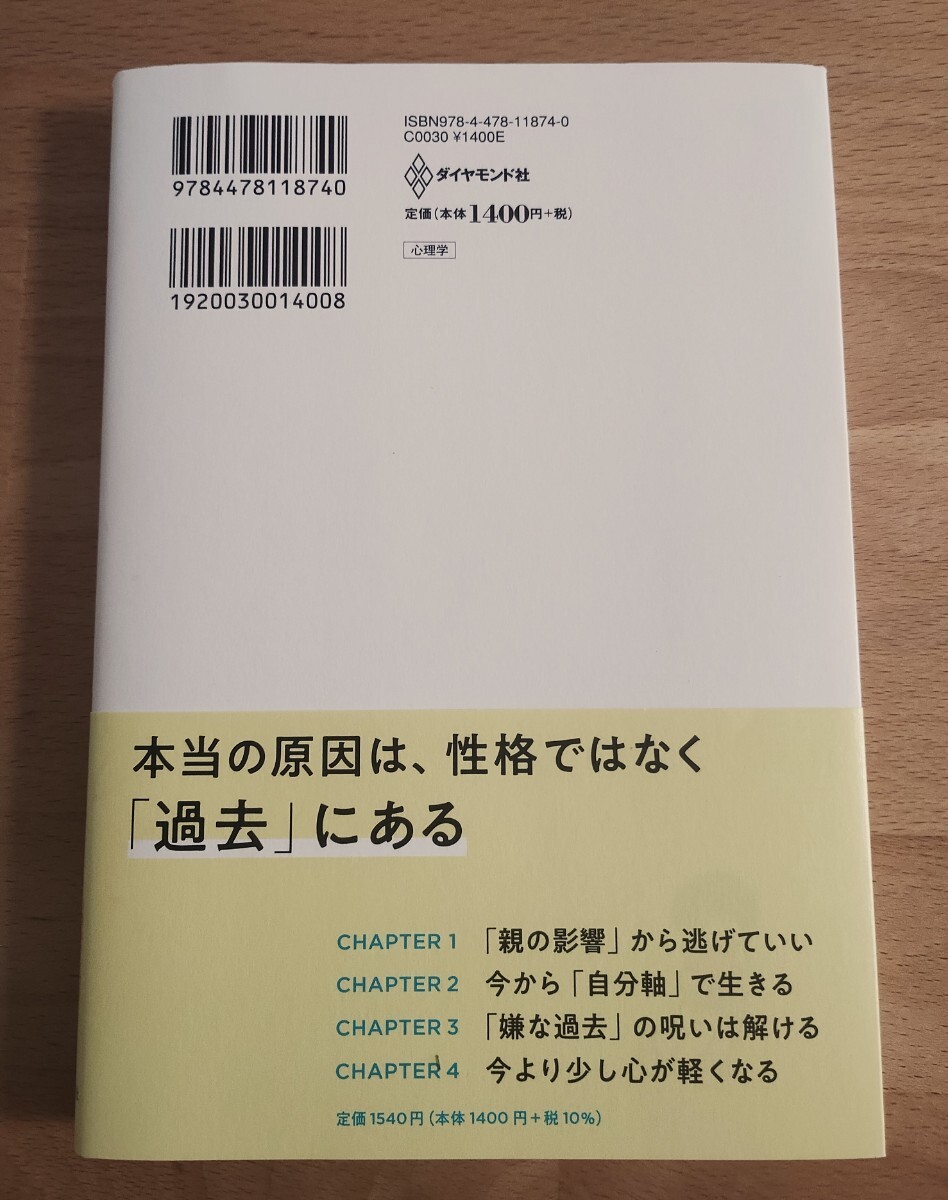 9784478118740
1920030014008
ISBN978-4-478-11874-0
C0030 ¥1400E
ダイヤモンド社
定価(本体1400円+税)
心理学
本当の原因は、性格ではなく
「過去」にある
CHAPTER 1 「親の影響」から逃げていい
CHAPTER 2 今から「自分軸」で生きる
CHAPTER 3 「嫌な過去」の呪いは解ける
CHAPTER 4 今より少し心が軽くなる
定価1540円(本体1400円+税10%)